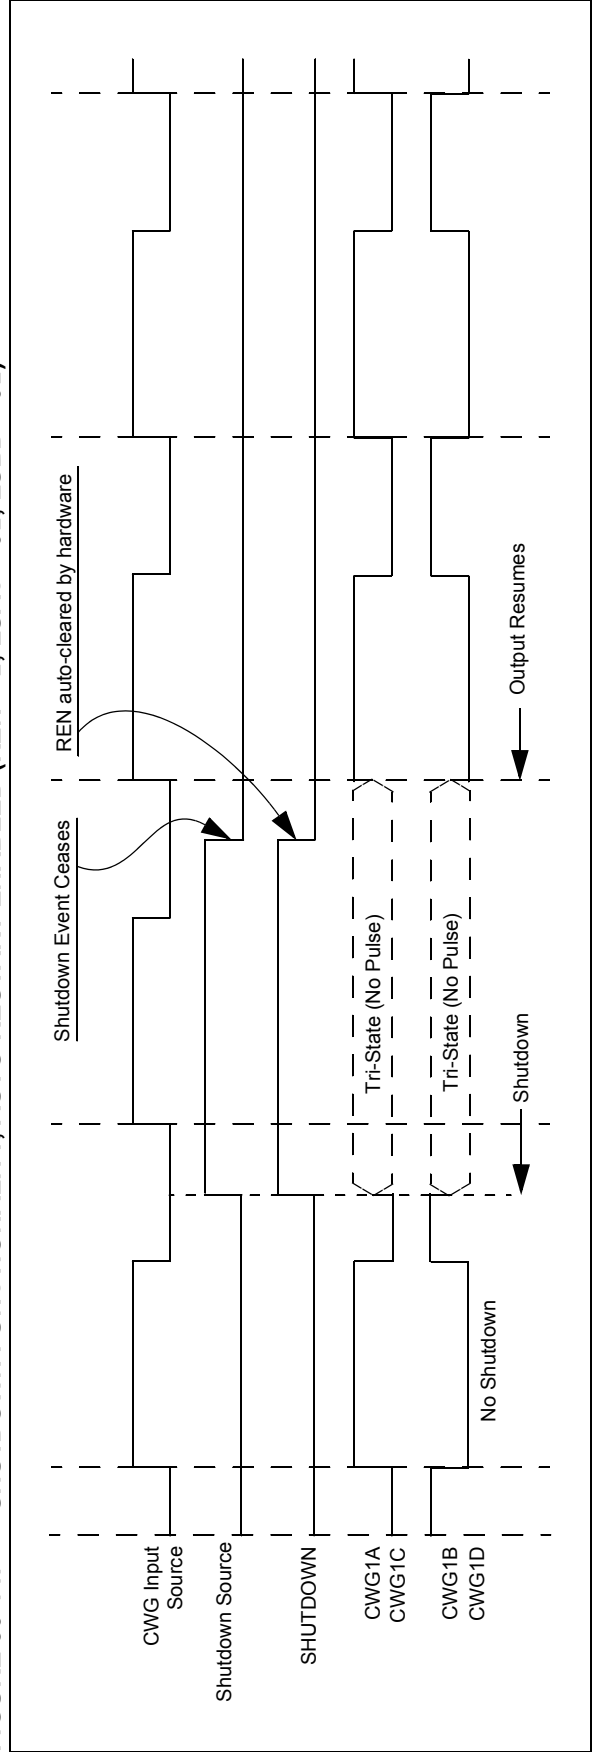 Shutdown Event Ceases
REN auto-cleared by hardware
CWG Input
Source
Shutdown Source
SHUTDOWN
CWG1A
CWG1C
Tri-State (No Pulse)
CWG1B
CWG1D
Tri-State (No Pulse)
No Shutdown
Shutdown
Output Resumes